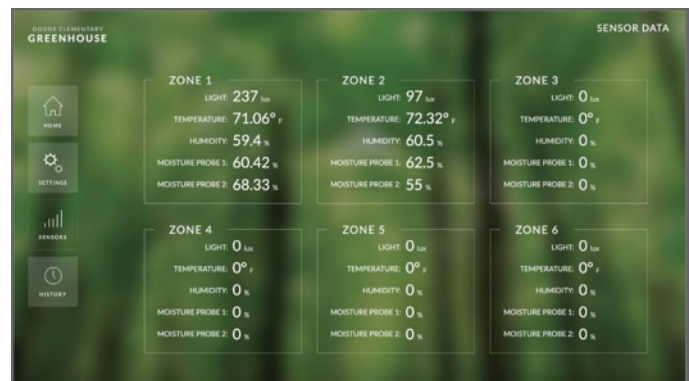 GOODE ELEMENTARY
GREENHOUSE
SENSOR DATA
HOME
SETTINGS
SENSORS
HISTORY
ZONE 1
LIGHT: 237 lux
TEMPERATURE: 71.06° F
HUMIDITY: 59.4 %
MOISTURE PROBE 1: 60.42 %
MOISTURE PROBE 2: 68.33 %
ZONE 2
LIGHT: 97 lux
TEMPERATURE: 72.32° F
HUMIDITY: 60.5 %
MOISTURE PROBE 1: 62.5 %
MOISTURE PROBE 2: 55 %
ZONE 3
LIGHT: 0 lux
TEMPERATURE: 0° F
HUMIDITY: 0 %
MOISTURE PROBE 1: 0 %
MOISTURE PROBE 2: 0 %
ZONE 4
LIGHT: 0 lux
TEMPERATURE: 0° F
HUMIDITY: 0 %
MOISTURE PROBE 1: 0 %
MOISTURE PROBE 2: 0 %
ZONE 5
LIGHT: 0 lux
TEMPERATURE: 0° F
HUMIDITY: 0 %
MOISTURE PROBE 1: 0 %
MOISTURE PROBE 2: 0 %
ZONE 6
LIGHT: 0 lux
TEMPERATURE: 0° F
HUMIDITY: 0 %
MOISTURE PROBE 1: 0 %
MOISTURE PROBE 2: 0 %